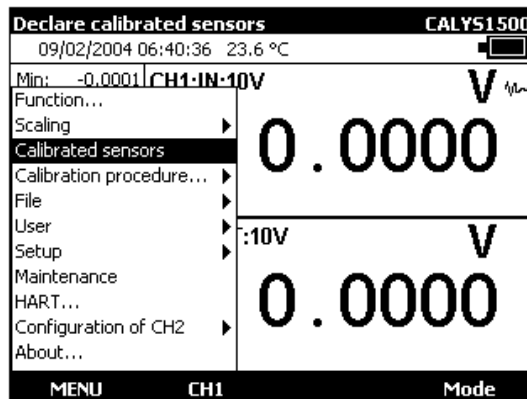 Declare calibrated sensors CALYS1500
09/02/2004 06:40:36 23.6 °C
Min: -0.0001 CH1:IN:10V V
Function...
Scaling
0.0000
Calibrated sensors
Calibration procedure...
File
User
:10V V
Setup
Maintenance
HART...
0.0000
Configuration of CH2
About...
MENU CH1 Mode